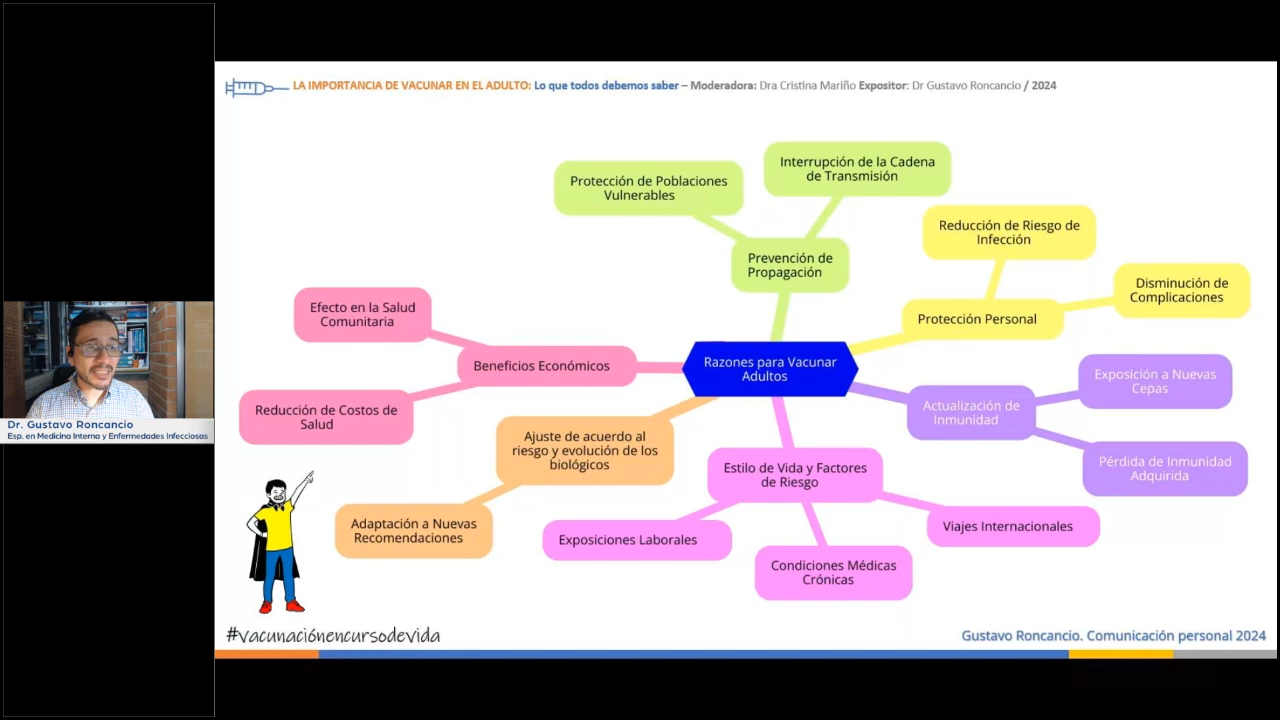 LA IMPORTANCIA DE VACUNAR EN EL ADULTO: Lo que todos debemos saber – Moderadora: Dra Cristina Mariño Expositor: Dr Gustavo Roncancio / 2024
Interrupción de la Cadena
de Transmisión
Protección de Poblaciones
Vulnerables
Prevención de
Propagación
Reducción de Riesgo de
Infección
Disminución de
Complicaciones
Protección Personal
Efecto en la Salud
Comunitaria
Beneficios Económicos
Reducción de Costos de
Salud
Razones para Vacunar
Adultos
Exposición a Nuevas
Cepas
Actualización de
Inmunidad
Pérdida de Inmunidad
Adquirida
Ajuste de acuerdo al
riesgo y evolución de los
biológicos
Adaptación a Nuevas
Recomendaciones
Estilo de Vida y Factores
de Riesgo
Exposiciones Laborales
Condiciones Médicas
Crónicas
Viajes Internacionales
Dr. Gustavo Roncancio
Esp. en Medicina Interna y Enfermedades Infecciosas
#vacunaciónencursodevida
Gustavo Roncancio. Comunicación personal 2024